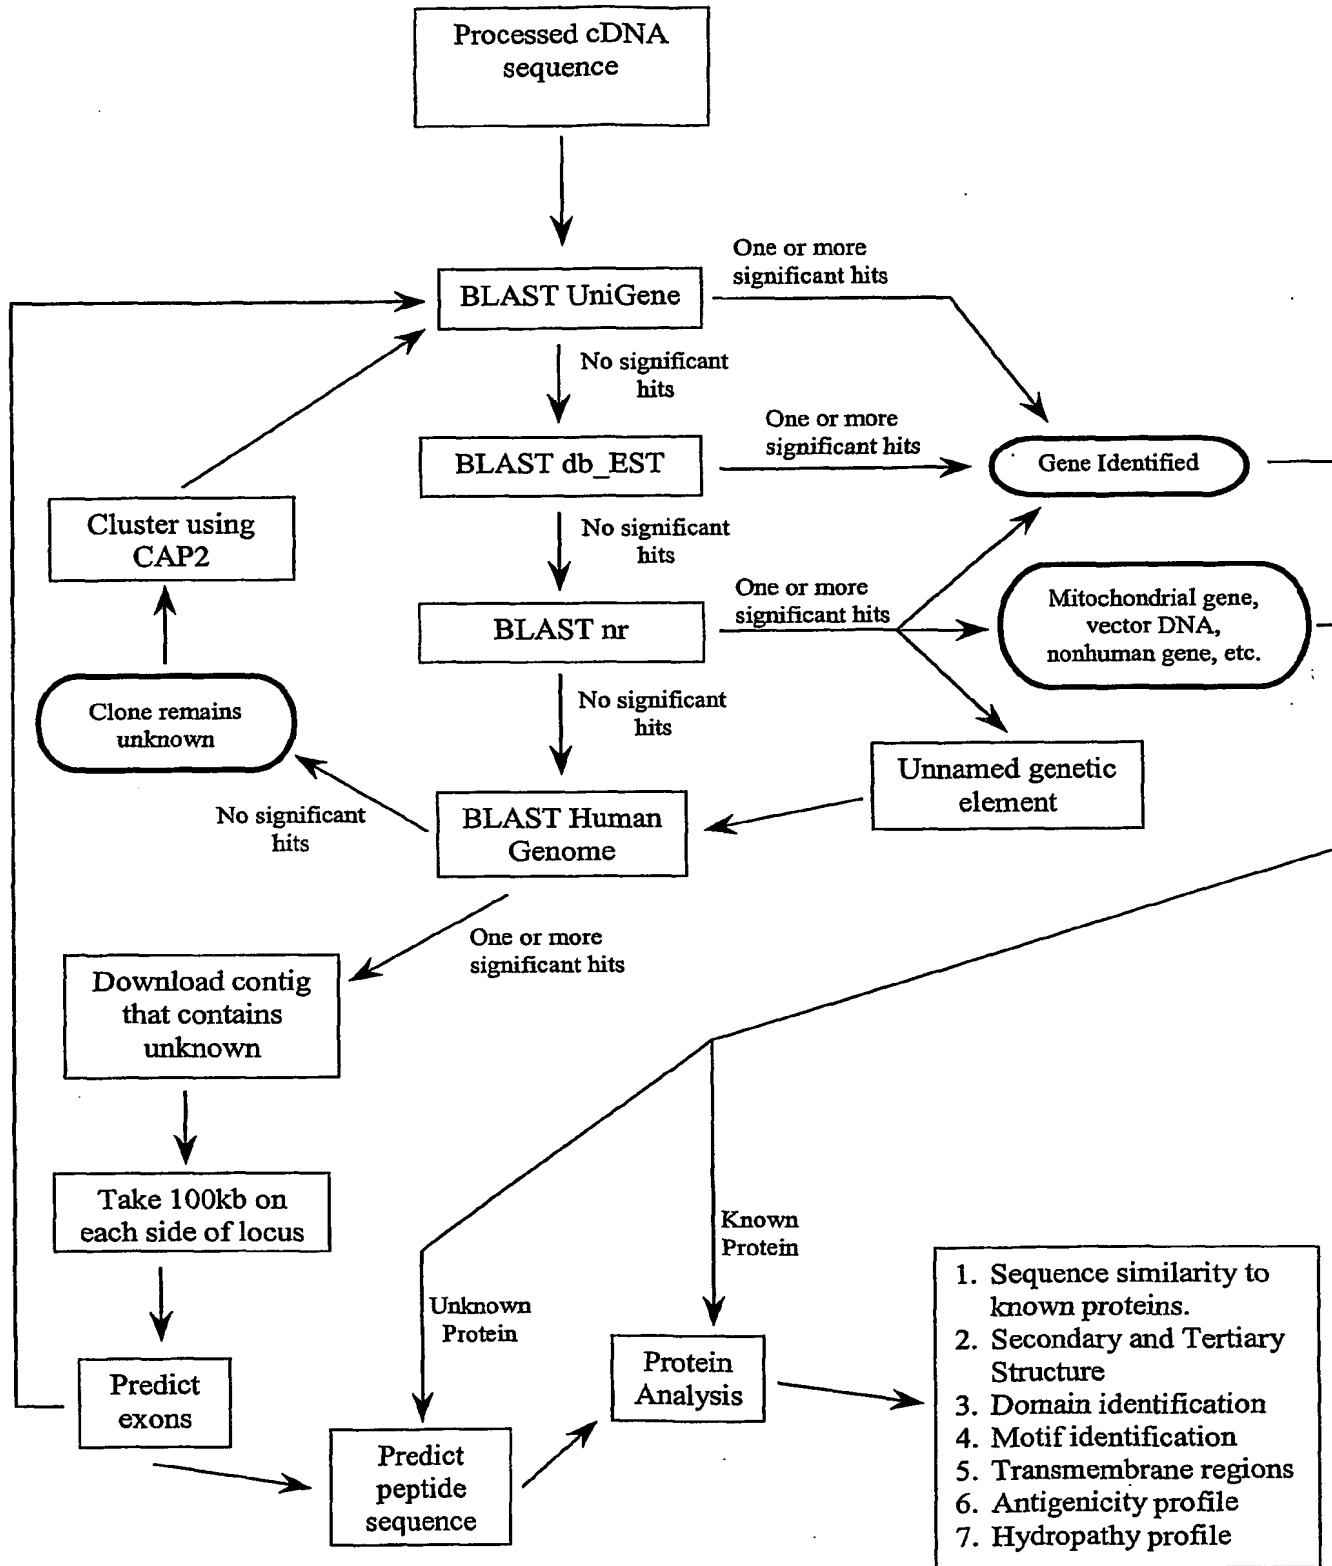 Processed cDNA
sequence
One or more
significant hits
BLAST UniGene
No significant
hits
One or more
significant hits
BLAST db_EST
Gene Identified
Cluster using
CAP2
No significant
hits
One or more
significant hits
BLAST nr
Mitochondrial gene,
vector DNA,
nonhuman gene, etc.
Clone remains
unknown
No significant
hits
Unnamed genetic
element
No significant
hits
BLAST Human
Genome
One or more
significant hits
Download contig
that contains
unknown
Take 100kb on
each side of locus
Known
Protein
Unknown
Protein
Predict
exons
Protein
Analysis
Predict
peptide
sequence
1. Sequence similarity to
known proteins.
2. Secondary and Tertiary
Structure
3. Domain identification
4. Motif identification
5. Transmembrane regions
6. Antigenicity profile
7. Hydropathy profile